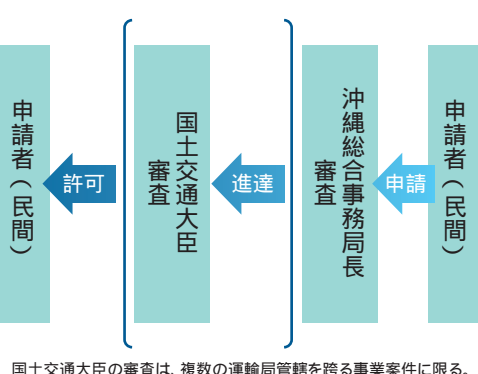 申請者（民間）
申請
沖縄総合事務局長
審査
進達
国土交通大臣
審査
許可
申請者（民間）
国土交通大臣の審査は、複数の運輸局管轄を跨る事業案件に限る。